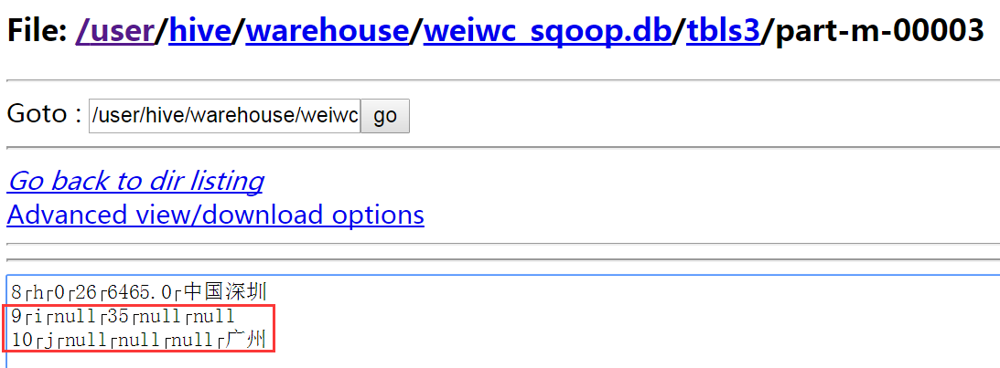 File: /user/hive/warehouse/weiwc_sqoop.db/tbls3/part-m-00003
Goto : /user/hive/warehouse/weiwc go
Go back to dir listing
Advanced view/download options
8┌h┌0┌26┌6465.0┌中国深圳
9┌i┌null┌35┌null┌null
10┌j┌null┌null┌null┌广州